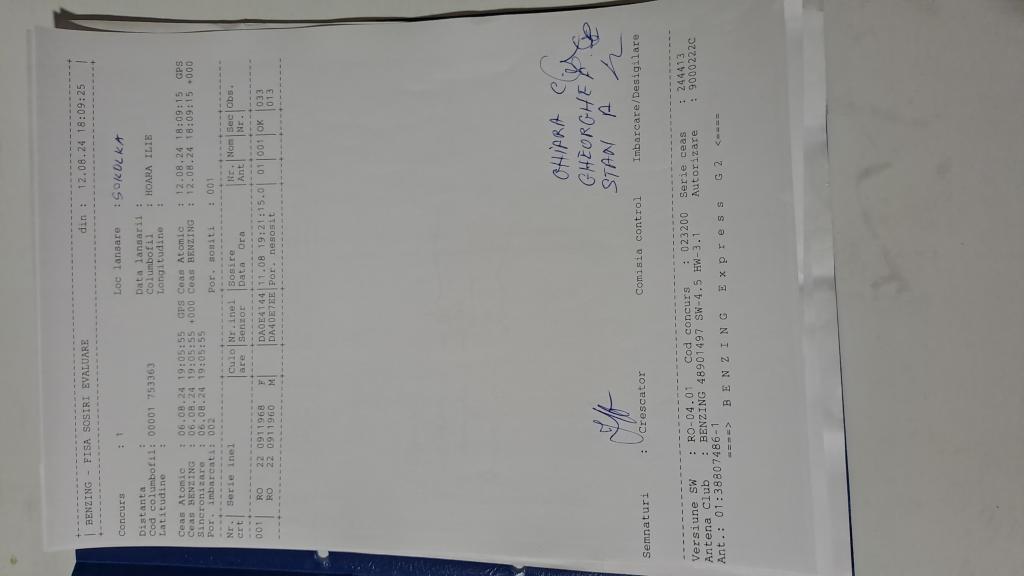 BENZING - FISA SOSIRI EVALUARE din : 12.08.24 18:09:25
Concurs : 1 Loc lansare : SOKOLKA
Distanta : Data lansarii :
Cod columbofil: 00001 753363 Columbofil : HOARA ILIE
Latitudine : Longitudine :
Ceas Atomic : 06.08.24 19:05:55 GPS Ceas Atomic : 12.08.24 18:09:15 GPS
Ceas BENZING : 06.08.24 19:05:55 +000 Ceas BENZING : 12.08.24 18:09:15 +000
Sincronizare : 06.08.24 19:05:55
Por. imbarcati: 002 Por. sositi : 001
Nr.| Serie inel |Culo|Nr.inel |Sosire |Nr.|Nom|Sec|Obs.
crt| |are |Senzor |Data Ora |Ant| |Nr.|
001| RO 22 0911968 F |DA0E4144|11.08 19:21:15.0| 01|001|OK |033
| RO 22 0911960 M |DA40E7EE|Por. nesosit | | | |013
CHIARA
GHEORGHE
STAN A
Semnaturi : Crescator Comisia control Imbarcare/Desigilare
Versiune SW : RO-04.01 Cod concurs : 023200 Serie ceas : 244413
Antena Club : BENZING 48901497 SW-4.5 HW-3.1 Autorizare : 9000222C
Ant.: 01:38807486-1
====> B E N Z I N G E x p r e s s G 2 <====